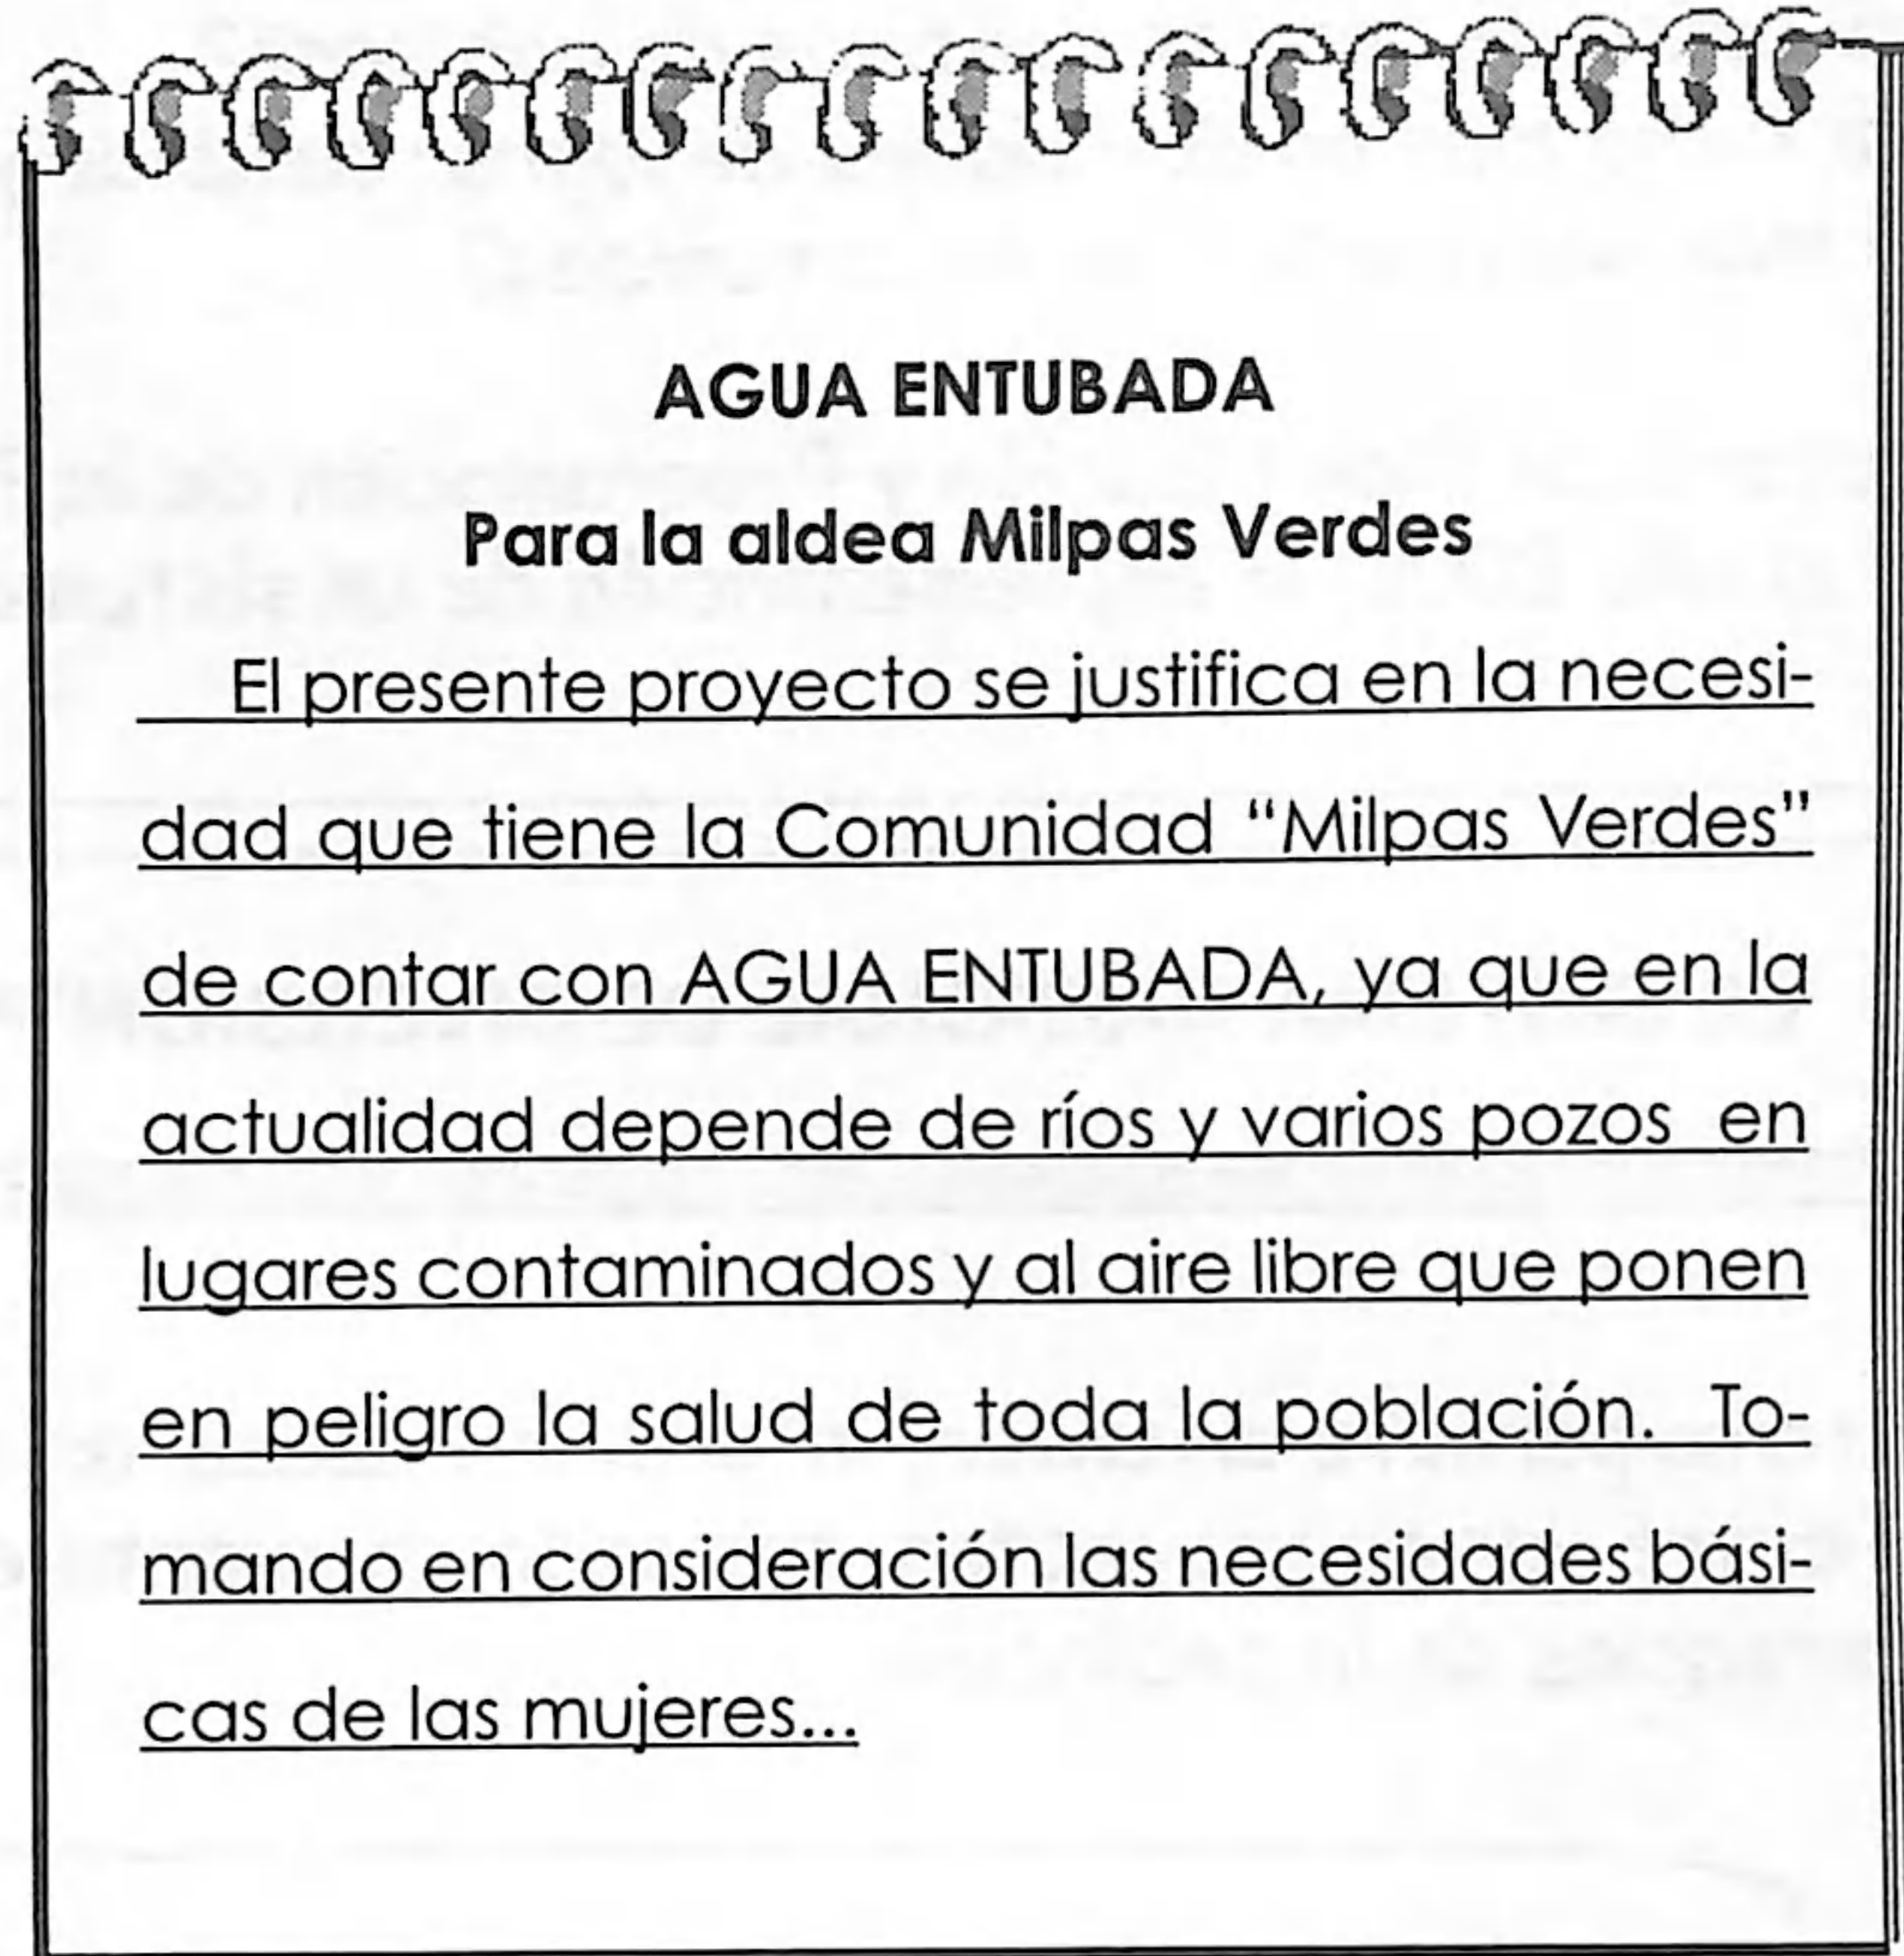 AGUA ENTUBADA
Para la aldea Milpas Verdes
El presente proyecto se justifica en la necesi-
dad que tiene la Comunidad “Milpas Verdes”
de contar con AGUA ENTUBADA, ya que en la
actualidad depende de ríos y varios pozos en
lugares contaminados y al aire libre que ponen
en peligro la salud de toda la población. To-
mando en consideración las necesidades bási-
cas de las mujeres...